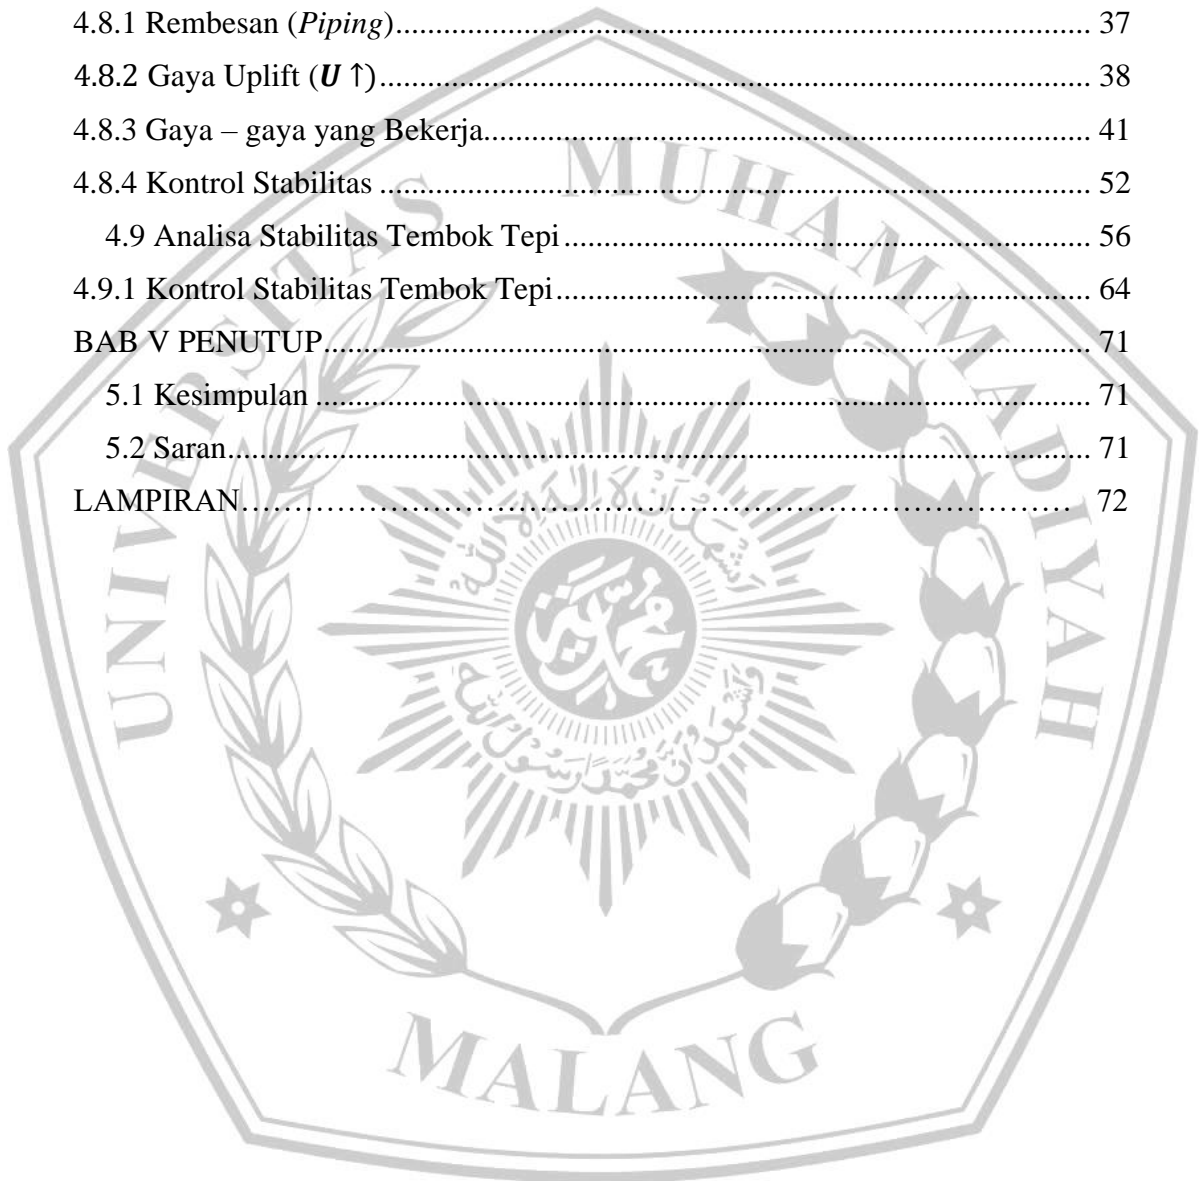 4.8.1 Rembesan (Piping)........................................................................................ 37
4.8.2 Gaya Uplift (U ↑).......................................................................................... 38
4.8.3 Gaya – gaya yang Bekerja............................................................................. 41
4.8.4 Kontrol Stabilitas .......................................................................................... 52
4.9 Analisa Stabilitas Tembok Tepi ................................................................... 56
4.9.1 Kontrol Stabilitas Tembok Tepi .................................................................... 64
BAB V PENUTUP................................................................................................ 71
5.1 Kesimpulan .................................................................................................. 71
5.2 Saran............................................................................................................. 71
LAMPIRAN…………………………………………………………………… 72
UNIVERSITAS MUHAMMADIYAH
MALANG